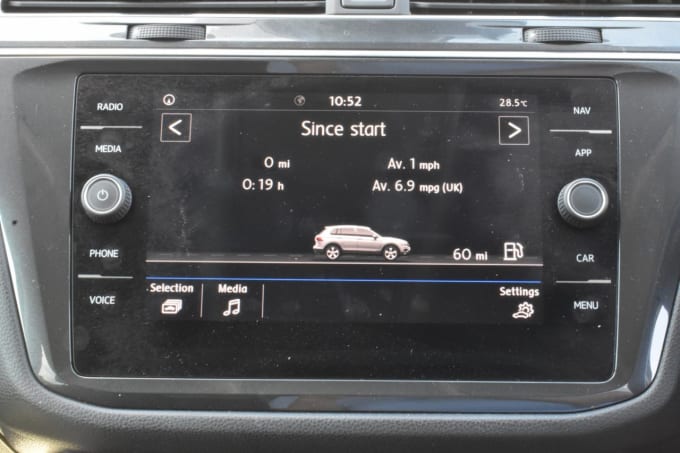 RADIO
MEDIA
PHONE
VOICE
10:52
28.5°C
Since start
0 mi
Av. 1 mph
0:19 h
Av. 6.9 mpg (UK)
60 mi
Selection
Media
Settings
NAV
APP
CAR
MENU